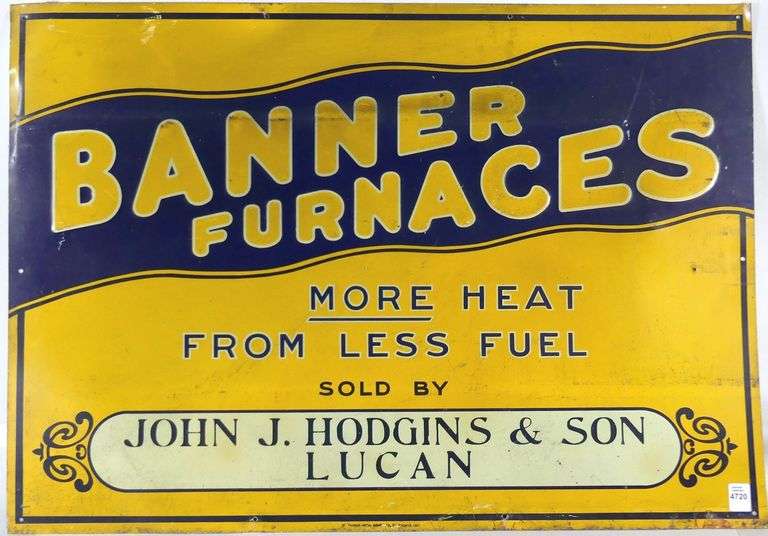 BANNER
FURNACES
MORE HEAT
FROM LESS FUEL
SOLD BY
JOHN J. HODGINS & SON
LUCAN
4720